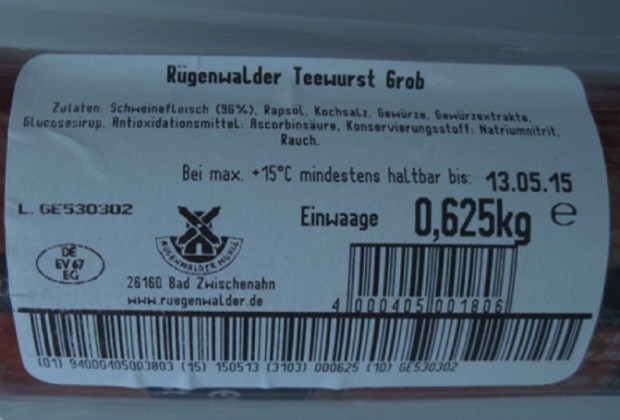 Rügenwalder Teewurst Grob
Zutaten: Schweinefleisch (96%), Rapsöl, Kochsalz, Gewürze, Gewürzextrakte,
Glucosesirup, Antioxidationsmittel: Ascorbinsäure, Konservierungsstoff: Natriumnitrit,
Rauch.
Bei max. +15°C mindestens haltbar bis: 13.05.15
L. GE530302
Einwaage 0,625kg e
RÜGENWALDER MÜHLE
DE
EV 67
EG
26160 Bad Zwischenahn
www.ruegenwalder.de
4 000405 001806
(01) 94000405003803 (15) 150513 (3103) 000625 (10) GE530302